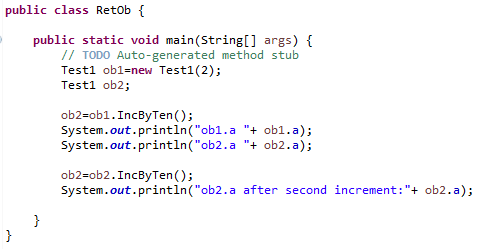 public class RetOb {
public static void main(String[] args) {
// TODO Auto-generated method stub
Test1 ob1=new Test1(2);
Test1 ob2;
ob2=ob1.IncByTen();
System.out.println("ob1.a "+ ob1.a);
System.out.println("ob2.a "+ ob2.a);
ob2=ob2.IncByTen();
System.out.println("ob2.a after second increment:"+ ob2.a);
}
}